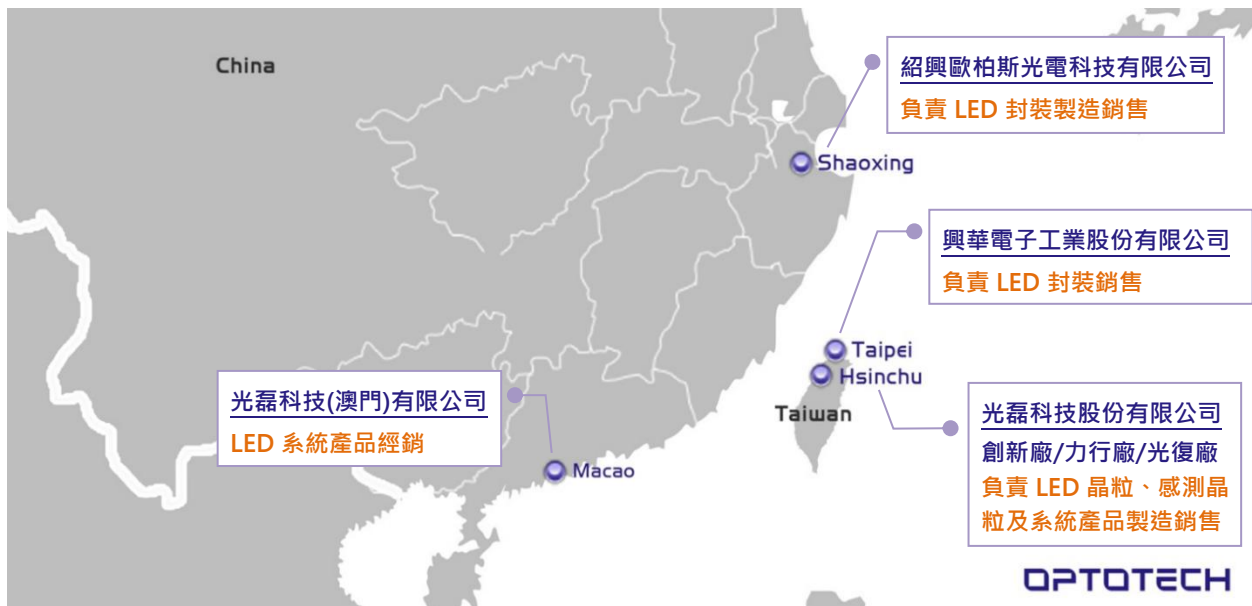 China
紹興歐柏斯光電科技有限公司
負責 LED 封裝製造銷售
Shaoxing
興華電子工業股份有限公司
負責 LED 封裝銷售
Taipei
Hsinchu
Taiwan
光磊科技(澳門)有限公司
LED 系統產品經銷
Macao
光磊科技股份有限公司
創新廠/力行廠/光復廠
負責 LED 晶粒、感測晶
粒及系統產品製造銷售
OPTOTECH